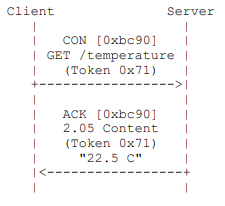 Client Server
CON [0xbc90]
GET /temperature
(Token 0x71)
ACK [0xbc90]
2.05 Content
(Token 0x71)
"22.5 C"